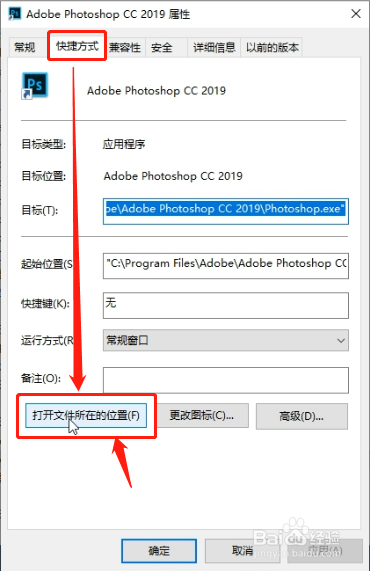 Adobe Photoshop CC 2019 属性
常规 快捷方式 兼容性 安全 详细信息 以前的版本
Ps
Adobe Photoshop CC 2019
目标类型: 应用程序
目标位置: Adobe Photoshop CC 2019
目标(T): be\Adobe Photoshop CC 2019\Photoshop.exe"
起始位置(S "C:\Program Files\Adobe\Adobe Photoshop CC
快捷键(K): 无
运行方式(R 常规窗口
备注(O):
打开文件所在的位置(F) 更改图标(C)... 高级(D)...
Bai du 经验
jingyan.baidu.com
确定 取消 应用(A)